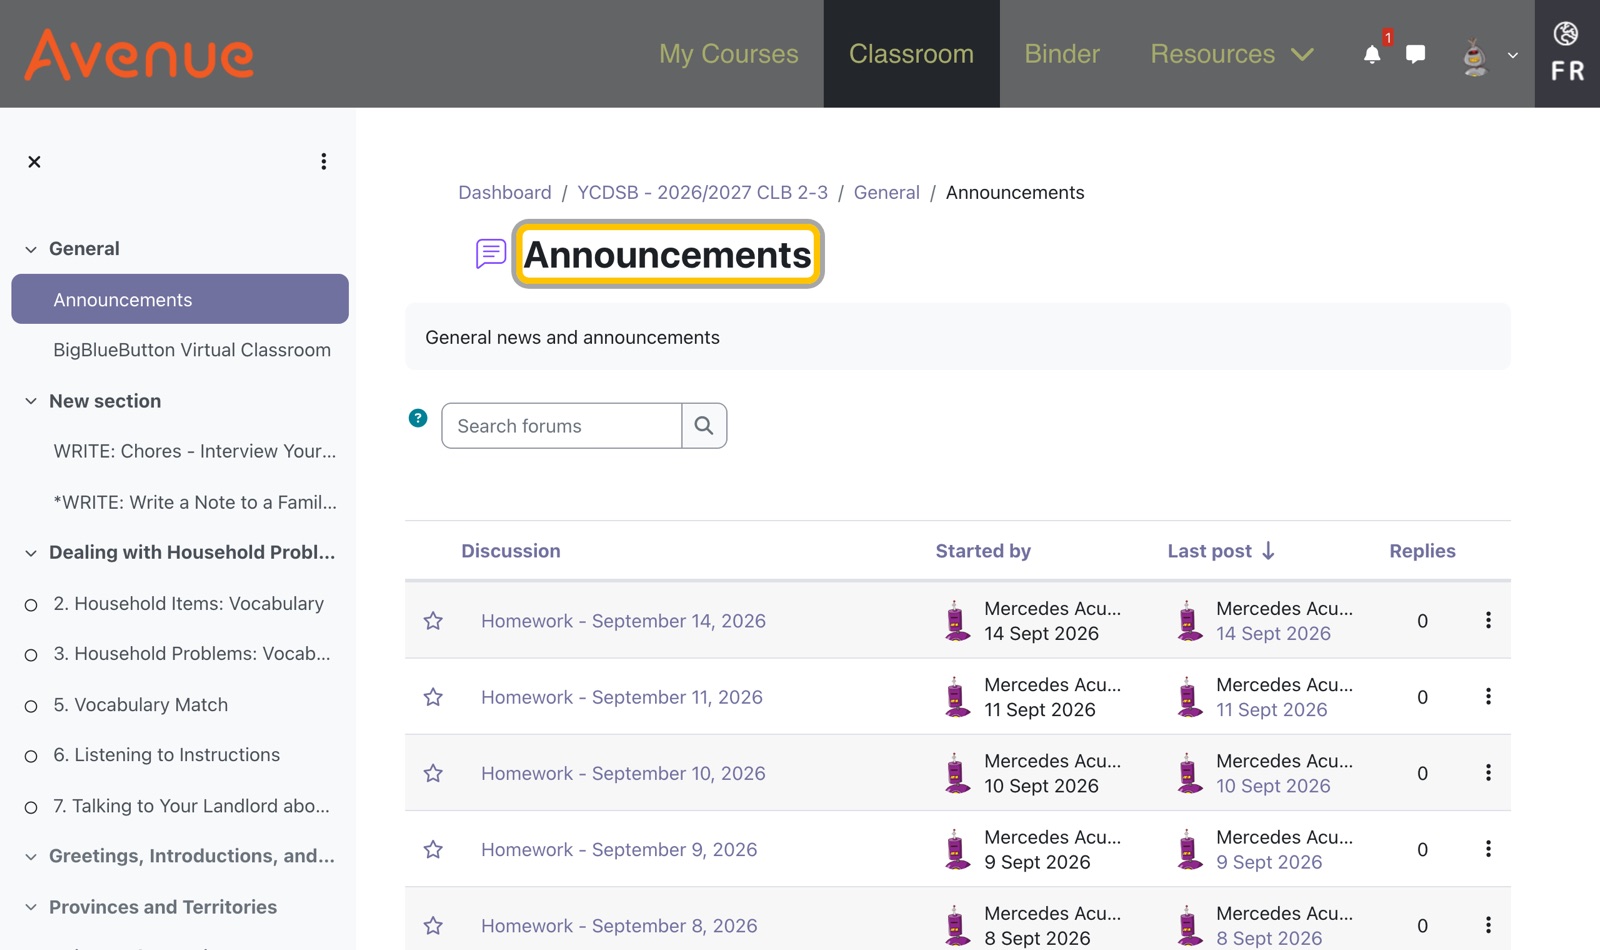 Avenue
My Courses
Classroom
Binder
Resources
1
FR
General
Announcements
BigBlueButton Virtual Classroom
New section
WRITE: Chores - Interview Your...
*WRITE: Write a Note to a Famil...
Dealing with Household Probl...
2. Household Items: Vocabulary
3. Household Problems: Vocab...
5. Vocabulary Match
6. Listening to Instructions
7. Talking to Your Landlord abo...
Greetings, Introductions, and...
Provinces and Territories
Dashboard / YCDSB - 2026/2027 CLB 2-3 / General / Announcements
Announcements
General news and announcements
?
Search forums
Discussion Started by Last post Replies
Homework - September 14, 2026 Mercedes Acu... Mercedes Acu... 0
14 Sept 2026 14 Sept 2026
Homework - September 11, 2026 Mercedes Acu... Mercedes Acu... 0
11 Sept 2026 11 Sept 2026
Homework - September 10, 2026 Mercedes Acu... Mercedes Acu... 0
10 Sept 2026 10 Sept 2026
Homework - September 9, 2026 Mercedes Acu... Mercedes Acu... 0
9 Sept 2026 9 Sept 2026
Homework - September 8, 2026 Mercedes Acu... Mercedes Acu... 0
8 Sept 2026 8 Sept 2026